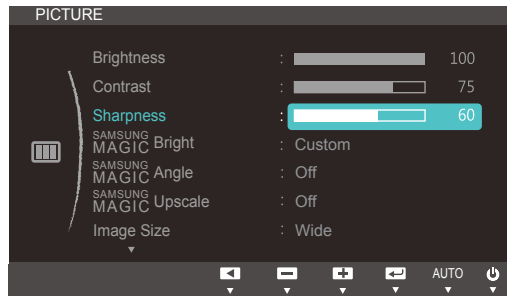 PICTURE
Brightness : 100
Contrast : 75
Sharpness : 60
SAMSUNG MAGIC Bright : Custom
SAMSUNG MAGIC Angle : Off
SAMSUNG MAGIC Upscale : Off
Image Size : Wide
AUTO